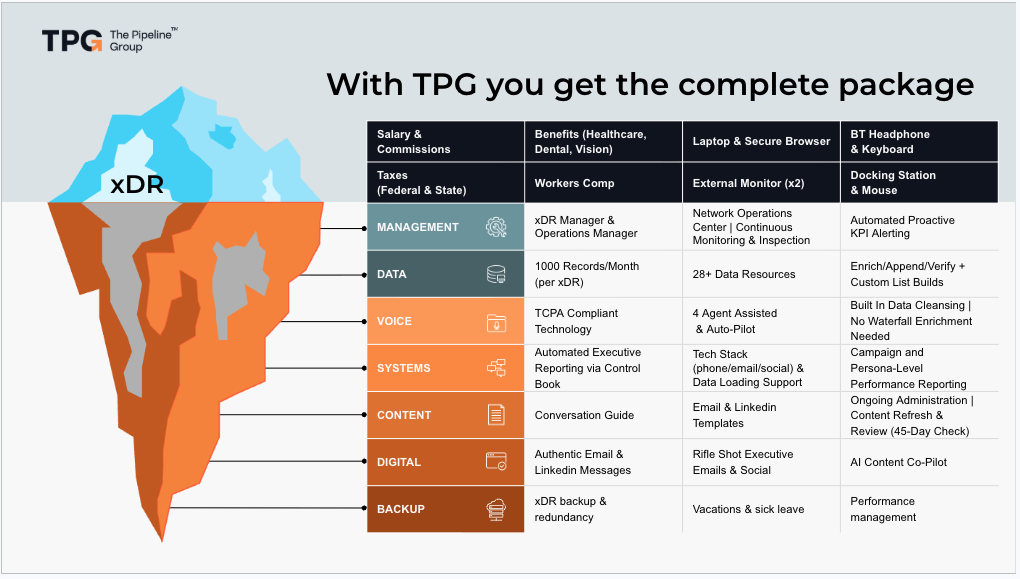 TPG The Pipeline™
Group
With TPG you get the complete package
xDR
Salary &
Commissions
Benefits (Healthcare,
Dental, Vision)
Laptop & Secure Browser
BT Headphone
& Keyboard
Taxes
(Federal & State)
Workers Comp
External Monitor (x2)
Docking Station
& Mouse
MANAGEMENT
xDR Manager &
Operations Manager
Network Operations
Center | Continuous
Monitoring & Inspection
Automated Proactive
KPI Alerting
DATA
1000 Records/Month
(per xDR)
28+ Data Resources
Enrich/Append/Verify +
Custom List Builds
VOICE
TCPA Compliant
Technology
4 Agent Assisted
& Auto-Pilot
Built In Data Cleansing |
No Waterfall Enrichment
Needed
SYSTEMS
Automated Executive
Reporting via Control
Book
Tech Stack
(phone/email/social) &
Data Loading Support
Campaign and
Persona-Level
Performance Reporting
CONTENT
Conversation Guide
Email & Linkedin
Templates
Ongoing Administration |
Content Refresh &
Review (45-Day Check)
DIGITAL
Authentic Email &
Linkedin Messages
Rifle Shot Executive
Emails & Social
AI Content Co-Pilot
BACKUP
xDR backup &
redundancy
Vacations & sick leave
Performance
management